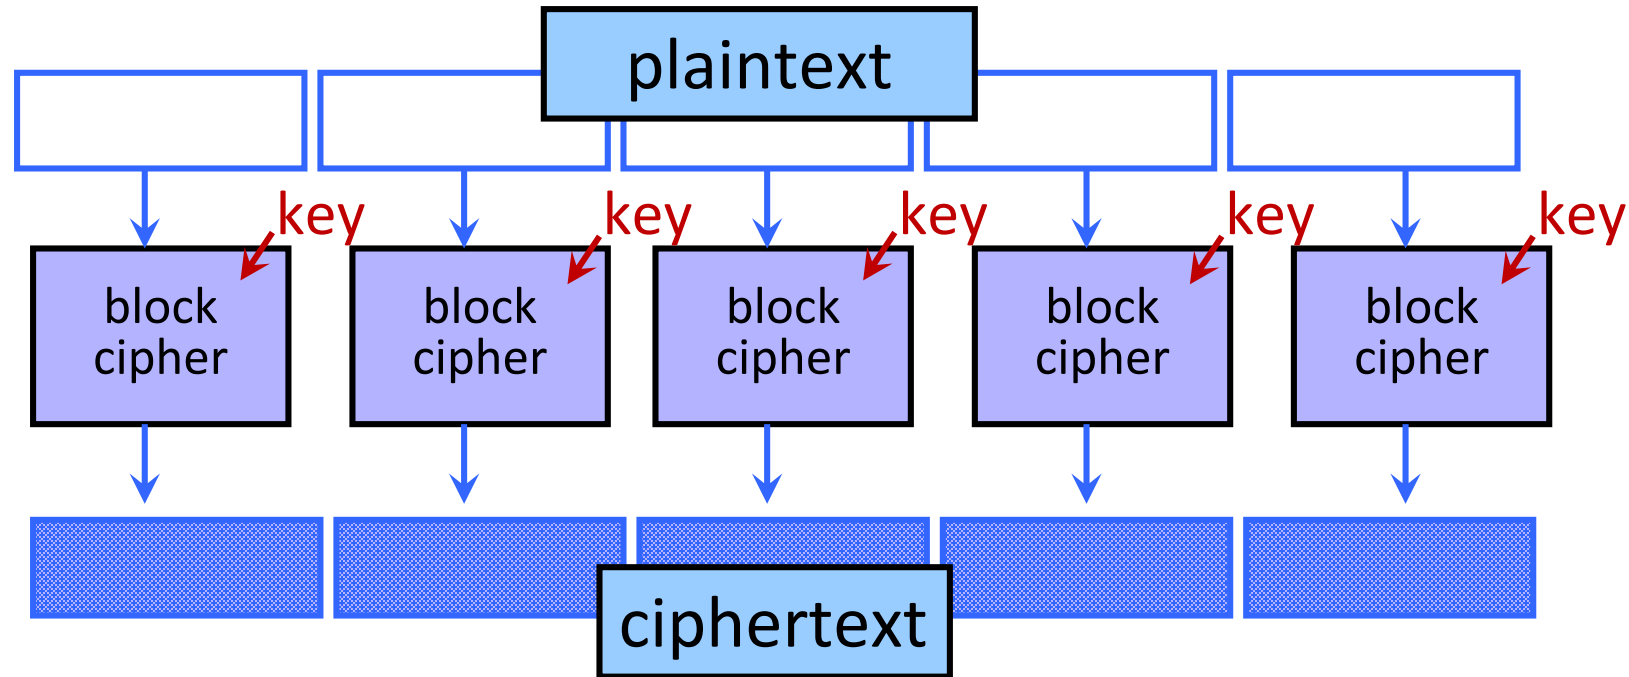 plaintext
key key key key key
block block block block block
cipher cipher cipher cipher cipher
ciphertext